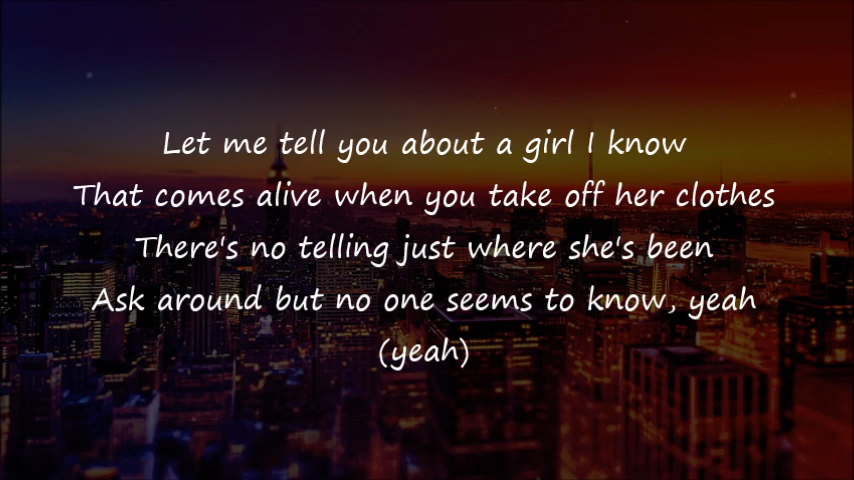 Let me tell you about a girl I know
That comes alive when you take off her clothes
There's no telling just where she's been
Ask around but no one seems to know, yeah
(yeah)